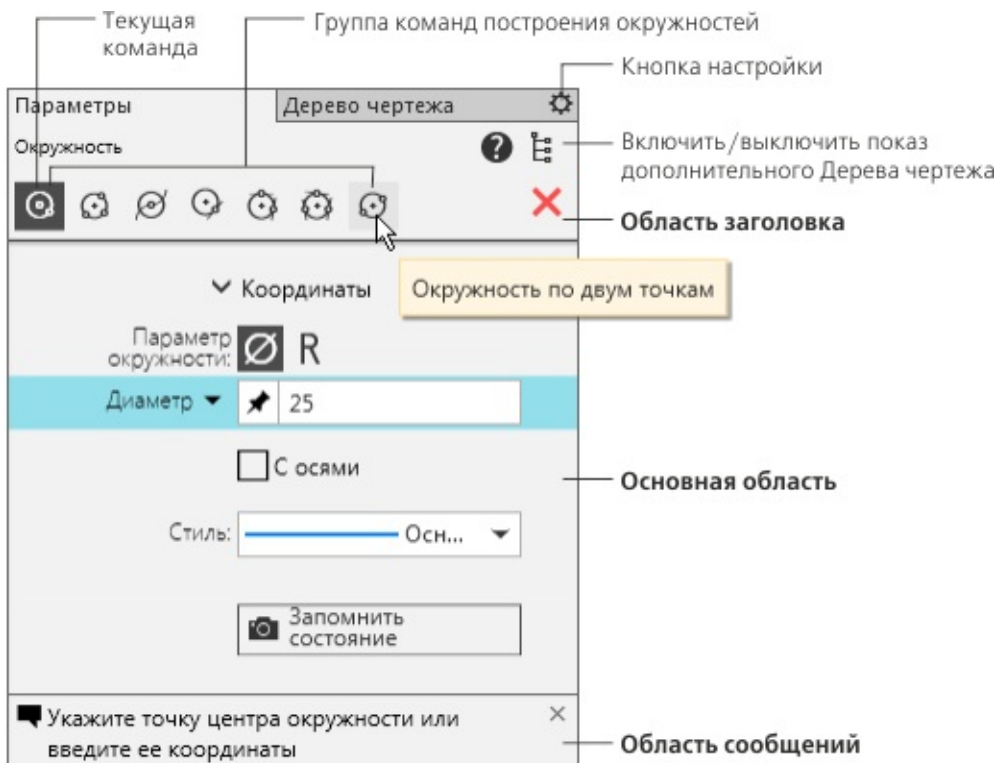 Текущая
команда
Группа команд построения окружностей
Кнопка настройки
Параметры
Дерево чертежа
Окружность
Включить/выключить показ
дополнительного Дерева чертежа
Область заголовка
Координаты
Окружность по двум точкам
Параметр
окружности:
R
Диаметр
25
С осями
Основная область
Стиль:
Осн...
Запомнить
состояние
Укажите точку центра окружности или
введите ее координаты
Область сообщений